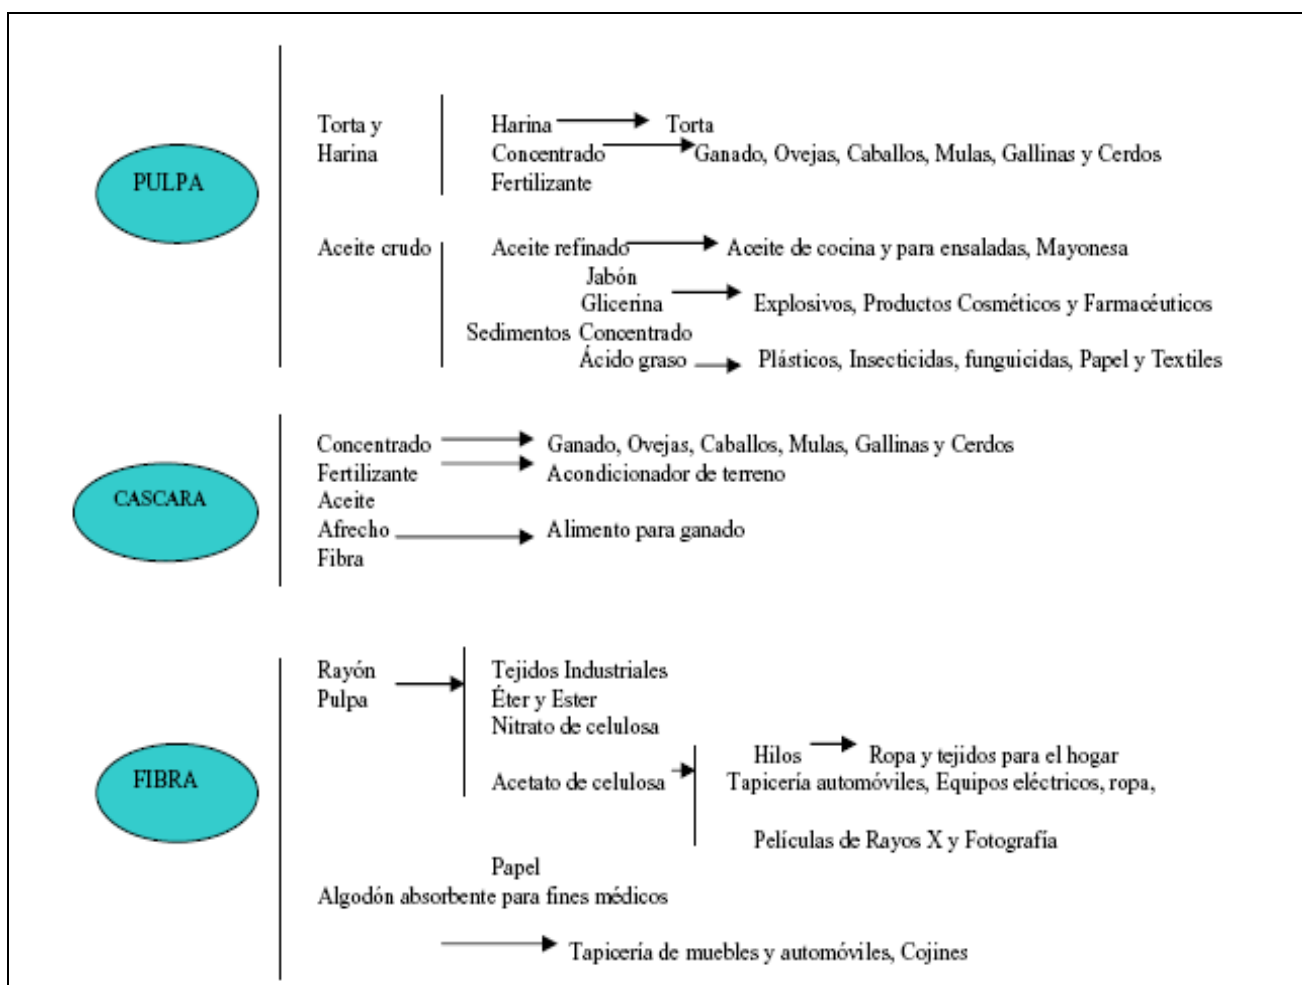 PULPA
Torta y
Harina
Harina Torta
Concentrado Ganado, Ovejas, Caballos, Mulas, Gallinas y Cerdos
Fertilizante
Aceite crudo Aceite refinado Aceite de cocina y para ensaladas, Mayonesa
Jabón
Glicerina Explosivos, Productos Cosméticos y Farmacéuticos
Sedimentos Concentrado
Ácido graso Plásticos, Insecticidas, funguicidas, Papel y Textiles
CASCARA
Concentrado Ganado, Ovejas, Caballos, Mulas, Gallinas y Cerdos
Fertilizante Acondicionador de terreno
Aceite
Afrecho Alimento para ganado
Fibra
FIBRA
Rayón
Pulpa
Tejidos Industriales
Éter y Ester
Nitrato de celulosa
Acetato de celulosa
Hilos Ropa y tejidos para el hogar
Tapicería automóviles, Equipos eléctricos, ropa,
Películas de Rayos X y Fotografía
Papel
Algodón absorbente para fines médicos
Tapicería de muebles y automóviles, Cojines